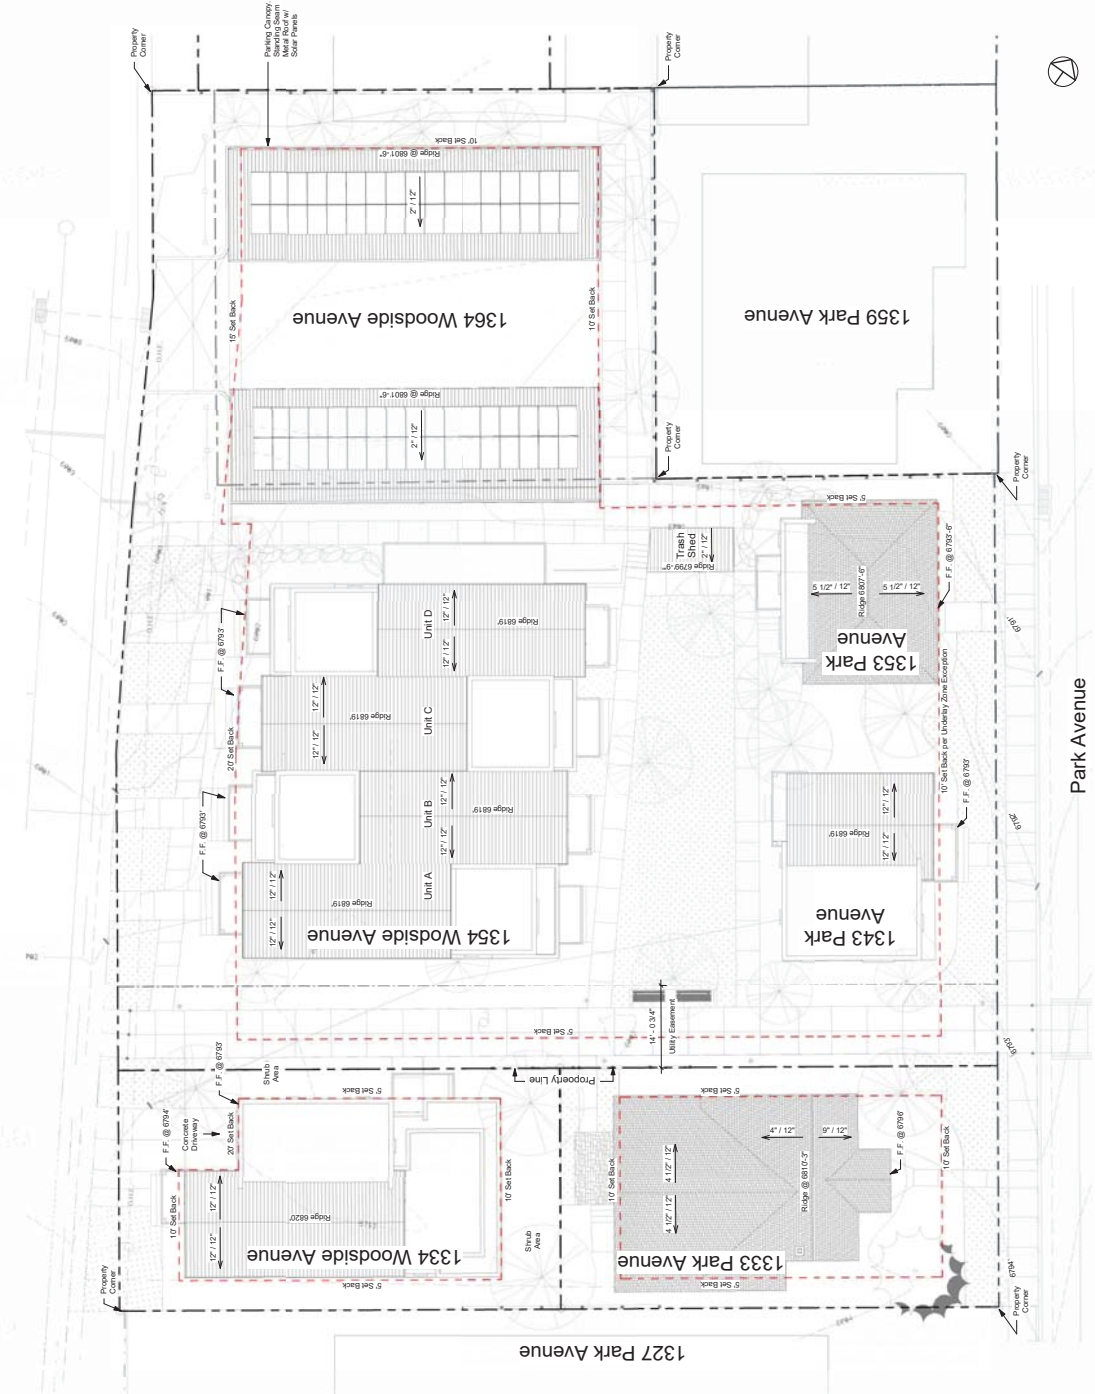 Property
Corner
Parking Canopy.
Standing Seam
Metal Roof w/
Solar Panels
Property
Corner
10' Set Back
Ridge @ 6801'-6"
2" / 12"
15' Set Back
10' Set Back
1364 Woodside Avenue
1359 Park Avenue
Ridge @ 6801'-6"
2" / 12"
Property
Corner
Property
Corner
5' Set Back
Trash
Shed
2" / 12"
Ridge 6799'-9"
F.F. @ 6793'-6"
5 1/2" / 12"
Ridge 6807'-6"
5 1/2" / 12"
1353 Park
Avenue
F.F. @ 6793'
20' Set Back
Unit D
12" / 12"
12" / 12"
Ridge 6819'
Unit C
12" / 12"
12" / 12"
Ridge 6819'
10' Set Back per Underlay Zone Exception
Park Avenue
F.F. @ 6793'
Unit B
12" / 12"
12" / 12"
Ridge 6819'
F.F. @ 6793'
12" / 12"
12" / 12"
Ridge 6819'
Unit A
12" / 12"
12" / 12"
Ridge 6819'
1354 Woodside Avenue
1343 Park
Avenue
6791'
6792'
6793'
6794'
14' - 0 3/4"
Utility Easement
5' Set Back
Property Line
F.F. @ 6793'
Shrub
Area
5' Set Back
5' Set Back
F.F. @ 6794'
Concrete
Driveway
20' Set Back
10' Set Back
12" / 12"
12" / 12"
Ridge 6820'
1334 Woodside Avenue
5' Set Back
10' Set Back
Shrub
Area
10' Set Back
4 1/2" / 12"
4 1/2" / 12"
4" / 12"
9" / 12"
Ridge @ 6810'-3"
F.F. @ 6796'
10' Set Back
1333 Park Avenue
5' Set Back
Property
Corner
Property
Corner
1327 Park Avenue